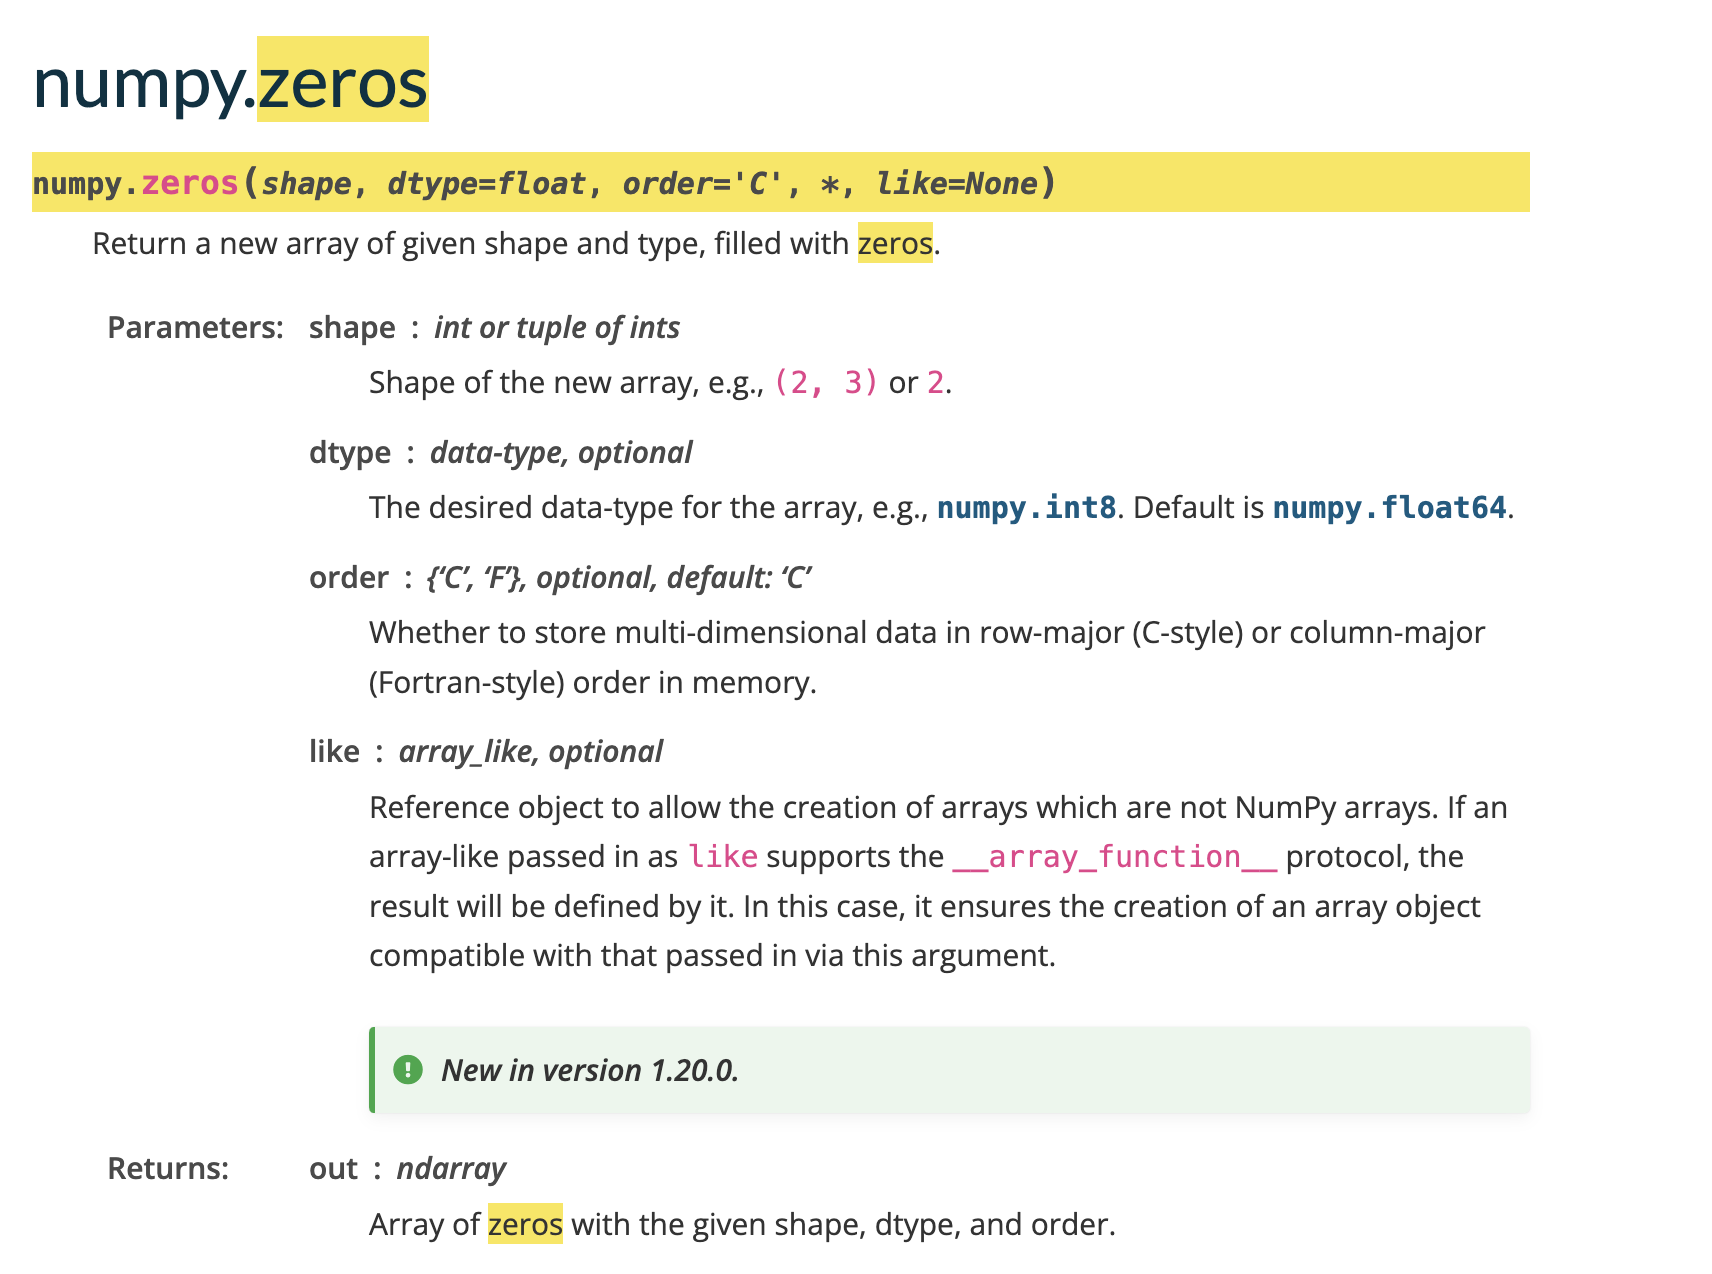 numpy.zeros
numpy.zeros(shape, dtype=float, order='C', *, like=None)
Return a new array of given shape and type, filled with zeros.
Parameters: shape : int or tuple of ints
Shape of the new array, e.g., (2, 3) or 2.
dtype : data-type, optional
The desired data-type for the array, e.g., numpy.int8. Default is numpy.float64.
order : {‘C’, ‘F’}, optional, default: ‘C’
Whether to store multi-dimensional data in row-major (C-style) or column-major
(Fortran-style) order in memory.
like : array_like, optional
Reference object to allow the creation of arrays which are not NumPy arrays. If an
array-like passed in as like supports the __array_function__ protocol, the
result will be defined by it. In this case, it ensures the creation of an array object
compatible with that passed in via this argument.
New in version 1.20.0.
Returns: out : ndarray
Array of zeros with the given shape, dtype, and order.